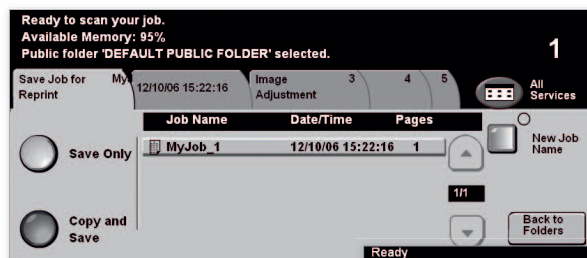 Ready to scan your job.
Available Memory: 95%
Public folder 'DEFAULT PUBLIC FOLDER' selected.
1
Save Job for Reprint
My
12/10/06 15:22:16
Image Adjustment
3
4
5
All Services
Job Name Date/Time Pages
MyJob_1 12/10/06 15:22:16 1
New Job Name
Save Only
1/1
Copy and Save
Back to Folders
Ready